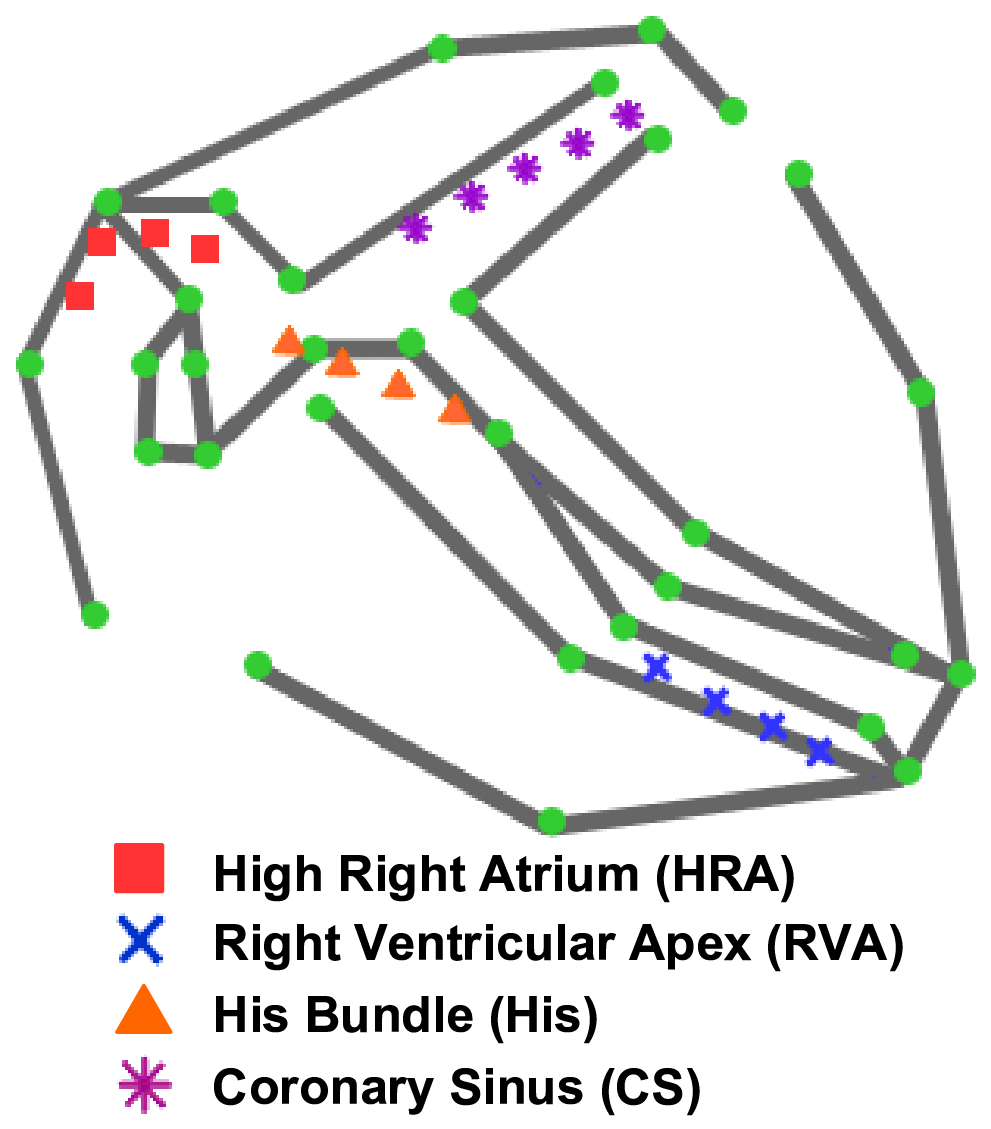 High Right Atrium (HRA)
Right Ventricular Apex (RVA)
His Bundle (His)
Coronary Sinus (CS)